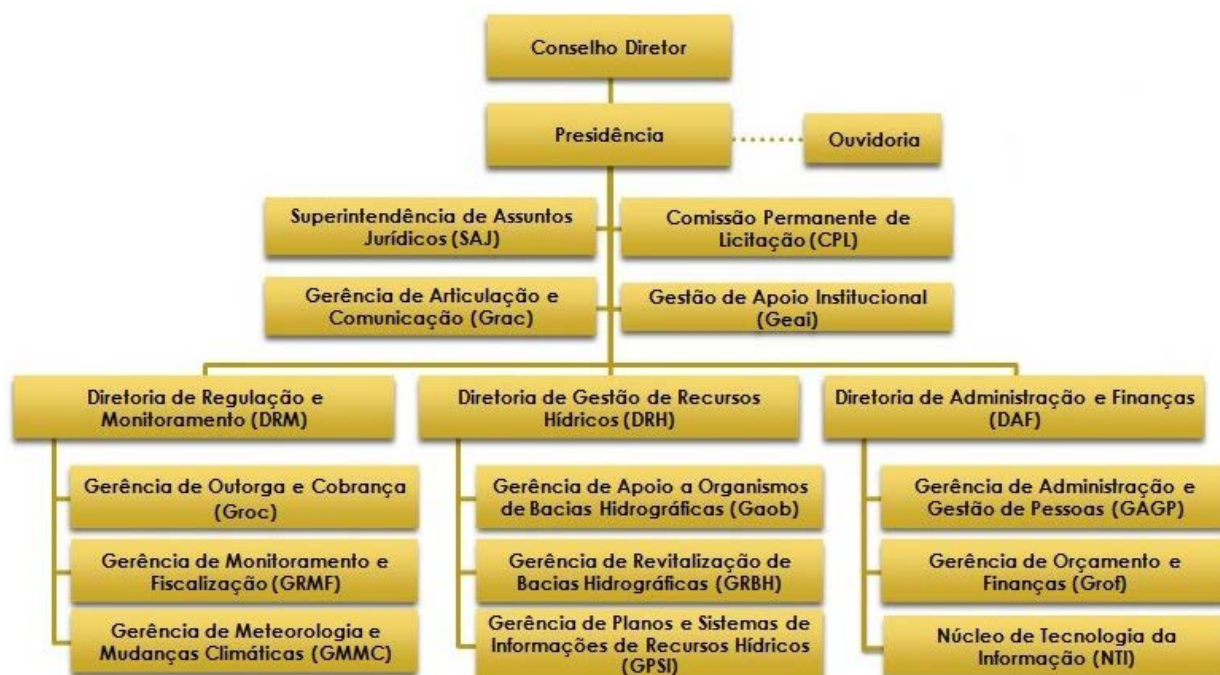 Conselho Diretor
Presidência
Ouvidoria
Superintendência de Assuntos
Jurídicos (SAJ)
Comissão Permanente de
Licitação (CPL)
Gerência de Articulação e
Comunicação (Grac)
Gestão de Apoio Institucional
(Geai)
Diretoria de Regulação e
Monitoramento (DRM)
Gerência de Outorga e Cobrança
(Groc)
Gerência de Monitoramento e
Fiscalização (GRMF)
Gerência de Meteorologia e
Mudanças Climáticas (GMMC)
Diretoria de Gestão de Recursos
Hídricos (DRH)
Gerência de Apoio a Organismos
de Bacias Hidrográficas (Gaob)
Gerência de Revitalização de
Bacias Hidrográficas (GRBH)
Gerência de Planos e Sistemas de
Informações de Recursos Hídricos
(GPSI)
Diretoria de Administração e Finanças
(DAF)
Gerência de Administração e
Gestão de Pessoas (GAGP)
Gerência de Orçamento e
Finanças (Grof)
Núcleo de Tecnologia da
Informação (NTI)